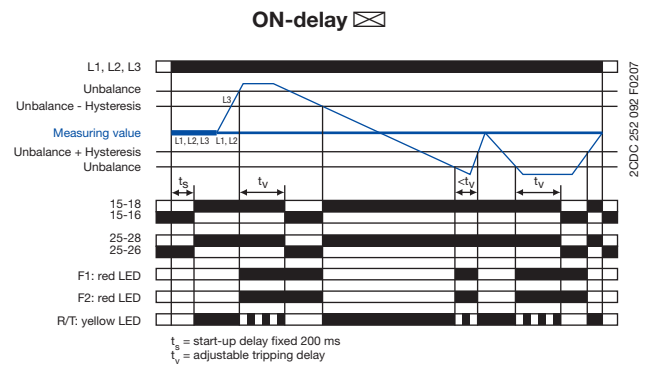 ON-delay
L1, L2, L3
Unbalance
L3
Unbalance - Hysteresis
Measuring value
L1, L2, L3 L1, L2
Unbalance + Hysteresis
Unbalance
ts tv <tv tv
15-18
15-16
25-28
25-26
F1: red LED
F2: red LED
R/T: yellow LED
ts = start-up delay fixed 200 ms
tv = adjustable tripping delay
2CDC 252 092 F0207